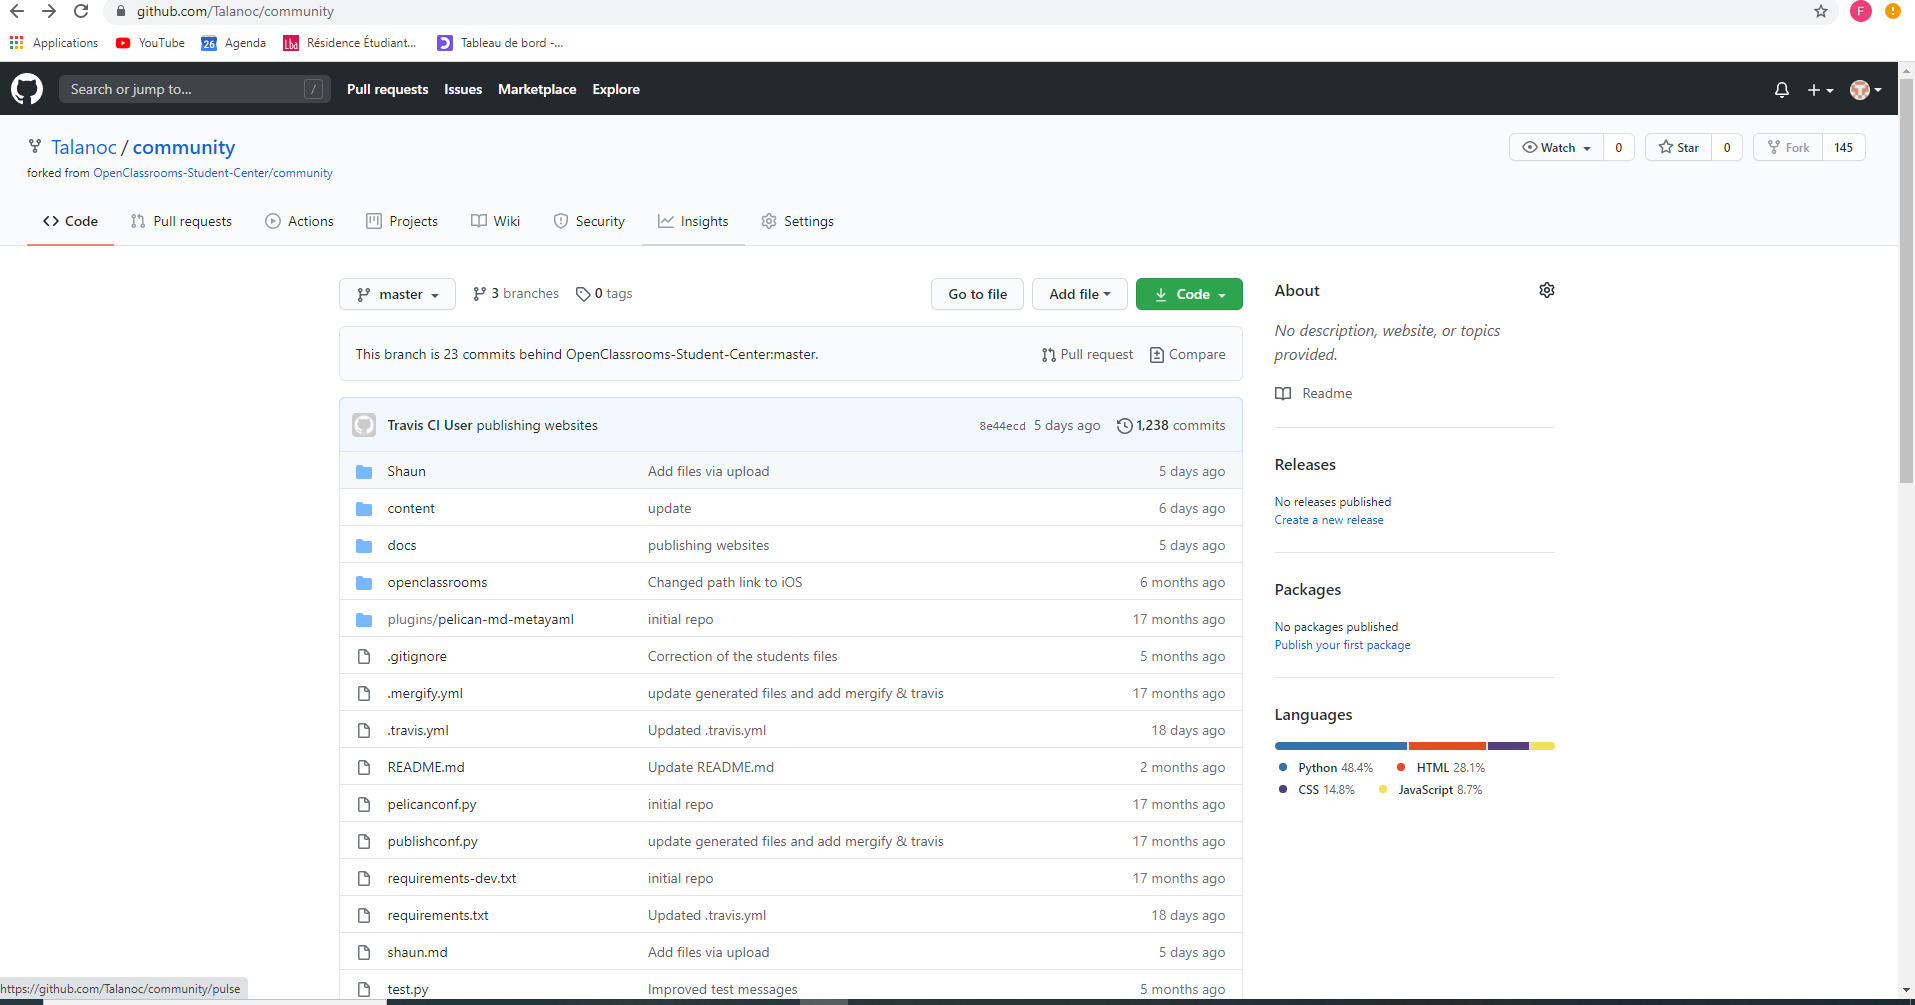 github.com/Talanoc/community
F
Applications YouTube 26 Agenda Lba Résidence Étudiant... Tableau de bord -...
Search or jump to... / Pull requests Issues Marketplace Explore
Talanoc / community Watch 0 Star 0 Fork 145
forked from OpenClassrooms-Student-Center/community
Code Pull requests Actions Projects Wiki Security Insights Settings
master 3 branches 0 tags Go to file Add file Code
This branch is 23 commits behind OpenClassrooms-Student-Center:master. Pull request Compare
Travis CI User publishing websites 8e44ecd 5 days ago 1,238 commits
Shaun Add files via upload 5 days ago
content update 6 days ago
docs publishing websites 5 days ago
openclassrooms Changed path link to iOS 6 months ago
plugins/pelican-md-metayaml initial repo 17 months ago
.gitignore Correction of the students files 5 months ago
.mergify.yml update generated files and add mergify & travis 17 months ago
.travis.yml Updated .travis.yml 18 days ago
README.md Update README.md 2 months ago
pelicanconf.py initial repo 17 months ago
publishconf.py update generated files and add mergify & travis 17 months ago
requirements-dev.txt initial repo 17 months ago
requirements.txt Updated .travis.yml 18 days ago
shaun.md Add files via upload 5 days ago
test.py Improved test messages 5 months ago
About
No description, website, or topics
provided.
Readme
Releases
No releases published
Create a new release
Packages
No packages published
Publish your first package
Languages
Python 48.4% HTML 28.1%
CSS 14.8% JavaScript 8.7%
https://github.com/Talanoc/community/pulse